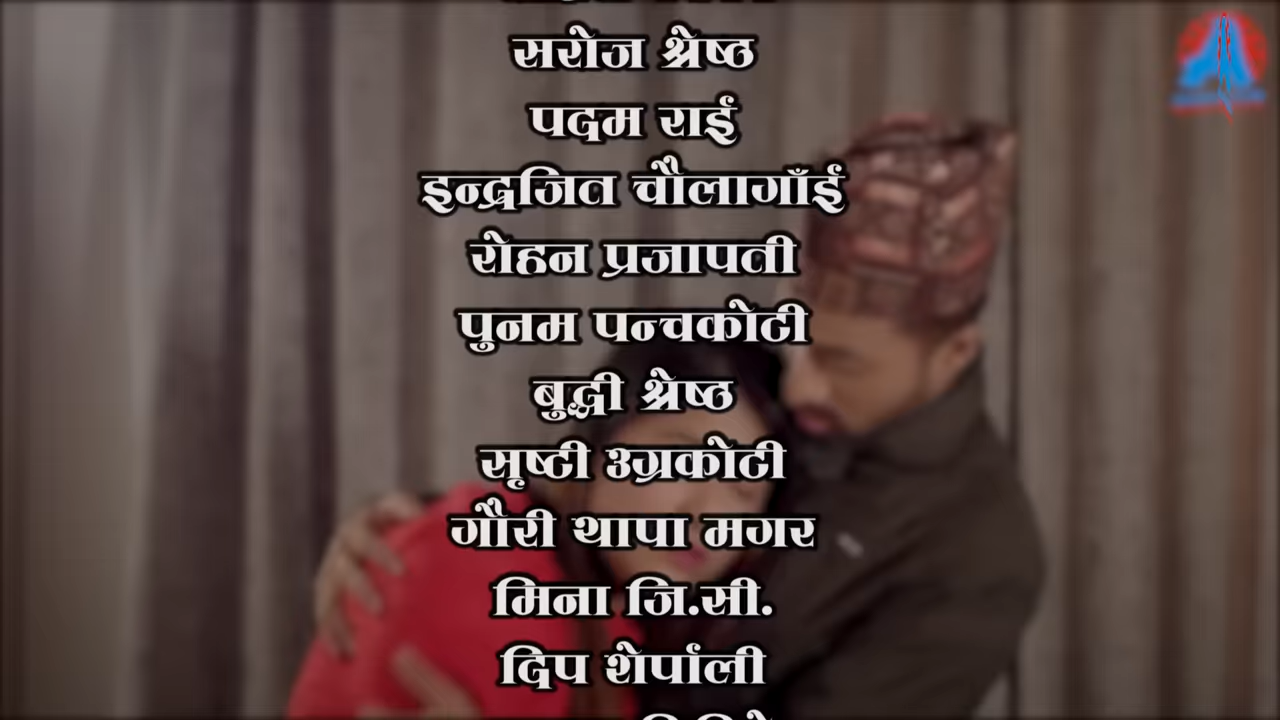 सरोज श्रेष्ठ
पदम राई
इन्द्रजित चौलागाँई
रोहन प्रजापती
पुनम पन्चकोटी
बुद्धी श्रेष्ठ
सृष्टी उग्रकोटी
गौरी थापा मगर
मिना जि.सी.
दिप शेर्पाली